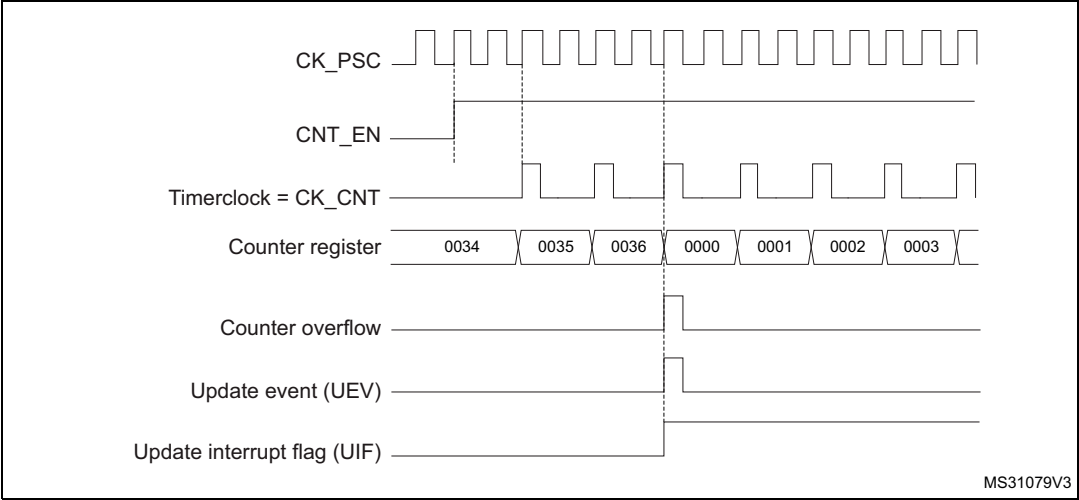 CK_PSC
CNT_EN
Timerclock = CK_CNT
Counter register 0034 0035 0036 0000 0001 0002 0003
Counter overflow
Update event (UEV)
Update interrupt flag (UIF)
MS31079V3